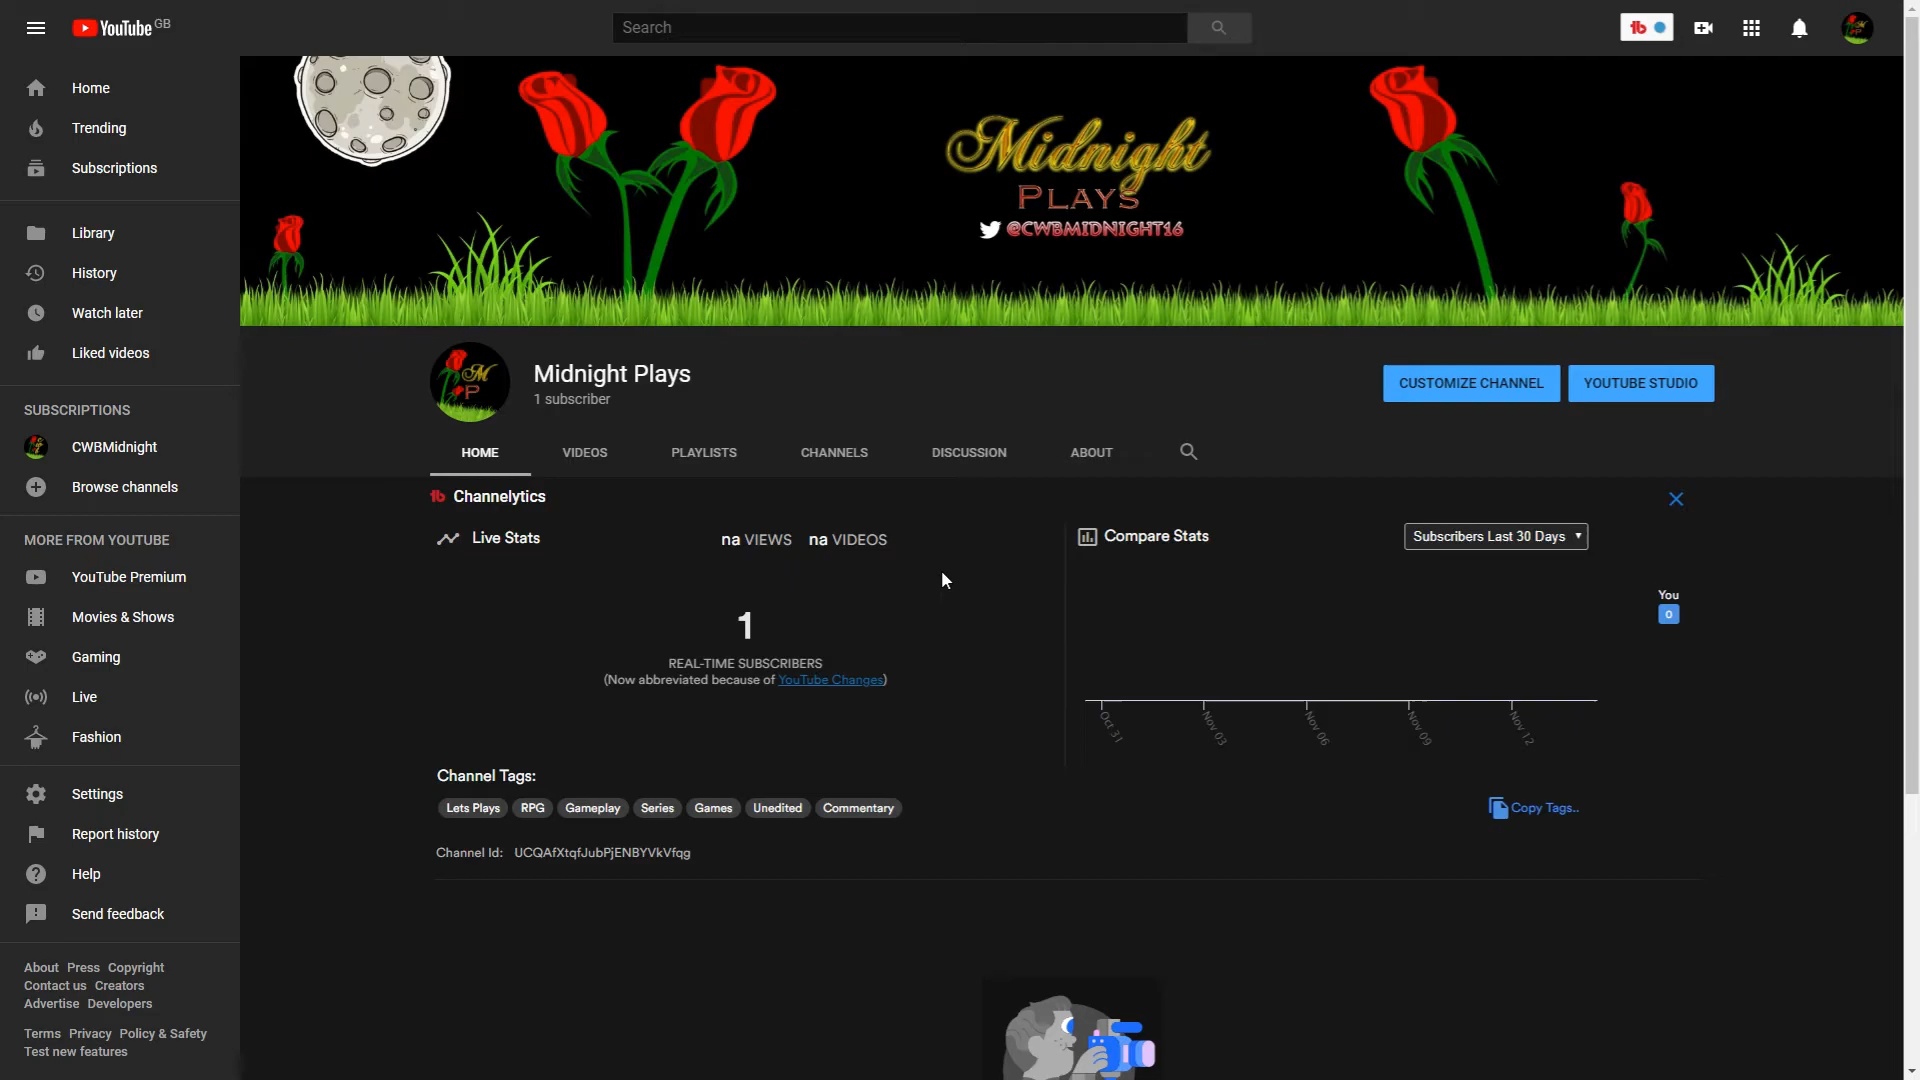 YouTube GB
Search
Home
Trending
Subscriptions
Library
History
Watch later
Liked videos
SUBSCRIPTIONS
CWBMidnight
Browse channels
MORE FROM YOUTUBE
YouTube Premium
Movies & Shows
Gaming
Live
Fashion
Settings
Report history
Help
Send feedback
About Press Copyright
Contact us Creators
Advertise Developers
Terms Privacy Policy & Safety
Test new features
Midnight
PLAYS
@CWBMIDNIGHT16
M
P
Midnight Plays
1 subscriber
CUSTOMIZE CHANNEL
YOUTUBE STUDIO
HOME
VIDEOS
PLAYLISTS
CHANNELS
DISCUSSION
ABOUT
tb Channelytics
Live Stats
na VIEWS na VIDEOS
1
REAL-TIME SUBSCRIBERS
(Now abbreviated because of YouTube Changes)
Compare Stats
Subscribers Last 30 Days
You
0
Oct 31
Nov 03
Nov 06
Nov 09
Nov 12
Channel Tags:
Lets Plays
RPG
Gameplay
Series
Games
Unedited
Commentary
Copy Tags..
Channel Id: UCQAfXtqfJubPjENBYVkVfqg